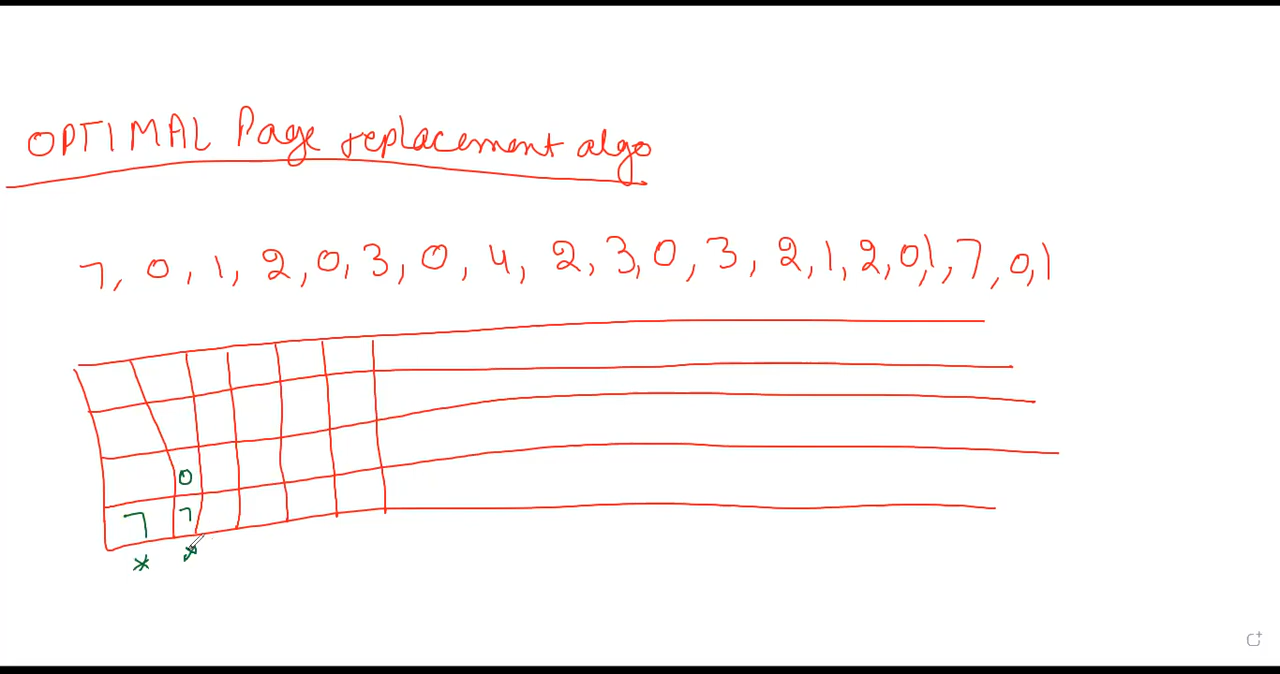 OPTIMAL Page replacement algo
7, 0, 1, 2, 0, 3, 0, 4, 2, 3, 0, 3, 2, 1, 2, 0, 1, 7, 0, 1
0
7 7
* *